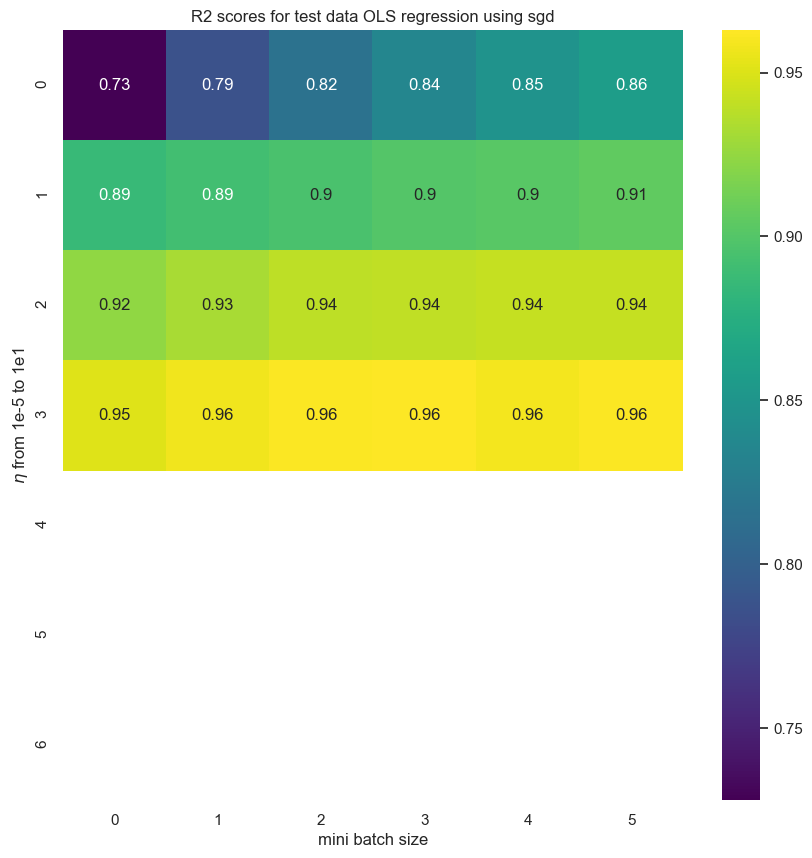 R2 scores for test data OLS regression using sgd
0 0.73 0.79 0.82 0.84 0.85 0.86
1 0.89 0.89 0.9 0.9 0.9 0.91
2 0.92 0.93 0.94 0.94 0.94 0.94
3 0.95 0.96 0.96 0.96 0.96 0.96
4
5
6
η from 1e-5 to 1e1
0 1 2 3 4 5
mini batch size
0.95
0.90
0.85
0.80
0.75